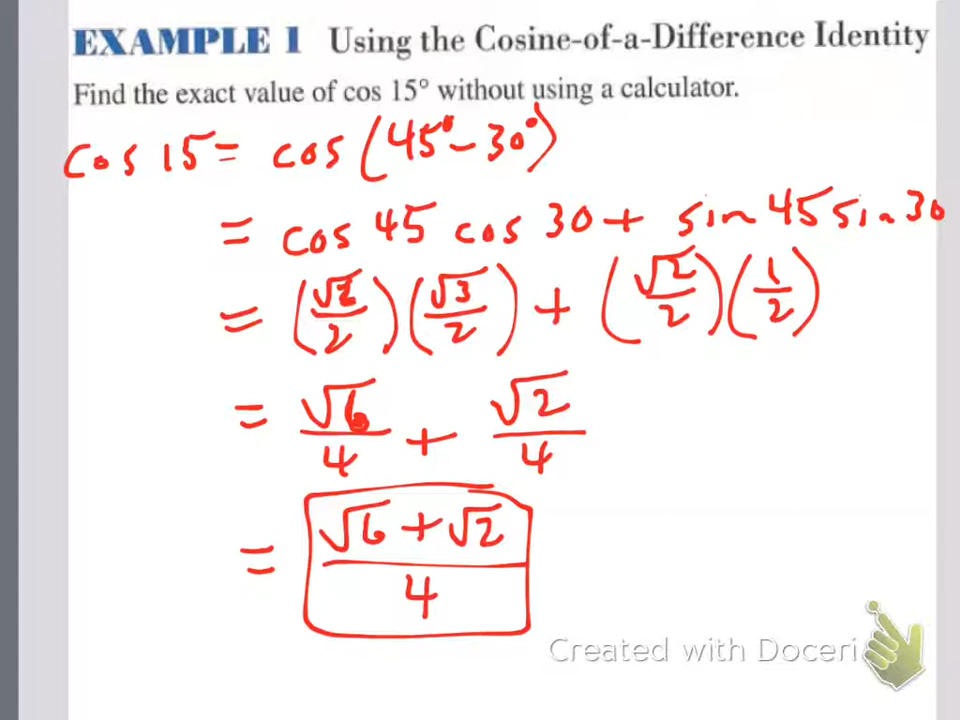 EXAMPLE 1 Using the Cosine-of-a-Difference Identity
Find the exact value of cos 15° without using a calculator.
cos 15 = cos (45° - 30°)
= cos 45 cos 30 + sin 45 sin 30
= (√2/2)(√3/2) + (√2/2)(1/2)
= √6/4 + √2/4
= √6 + √2 / 4
Created with Doceri